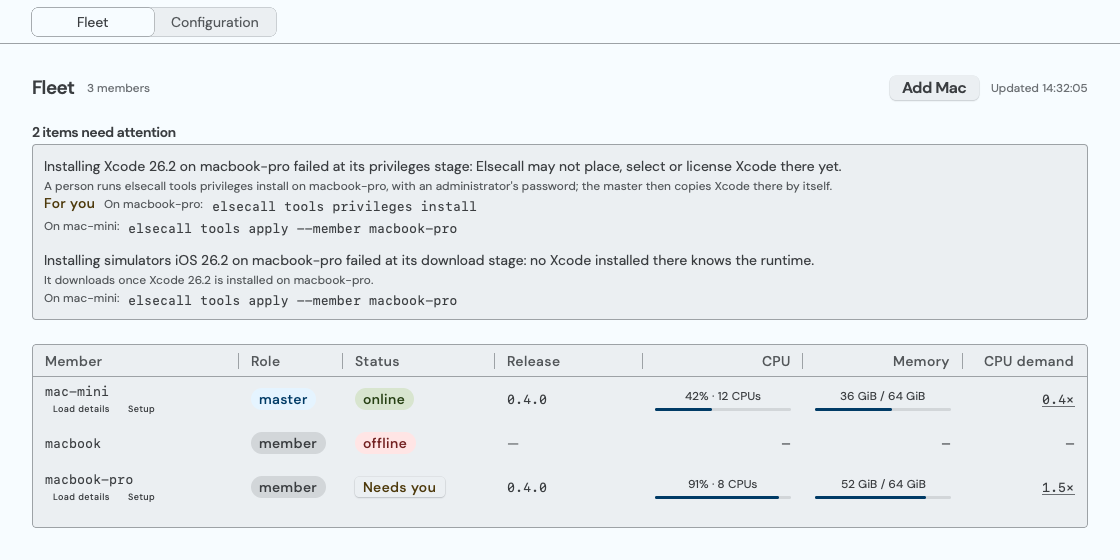 Fleet Configuration
Fleet 3 members Add Mac Updated 14:32:05
2 items need attention
Installing Xcode 26.2 on macbook-pro failed at its privileges stage: Elsecall may not place, select or license Xcode there yet.
A person runs elsecall tools privileges install on macbook-pro, with an administrator's password; the master then copies Xcode there by itself.
For you On macbook-pro: elsecall tools privileges install
On mac-mini: elsecall tools apply --member macbook-pro
Installing simulators iOS 26.2 on macbook-pro failed at its download stage: no Xcode installed there knows the runtime.
It downloads once Xcode 26.2 is installed on macbook-pro.
On mac-mini: elsecall tools apply --member macbook-pro
Member Role Status Release CPU Memory CPU demand
mac-mini master online 0.4.0 42% · 12 CPUs 36 GiB / 64 GiB 0.4×
Load details Setup
macbook member offline — — — —
macbook-pro member Needs you 0.4.0 91% · 8 CPUs 52 GiB / 64 GiB 1.5×
Load details Setup